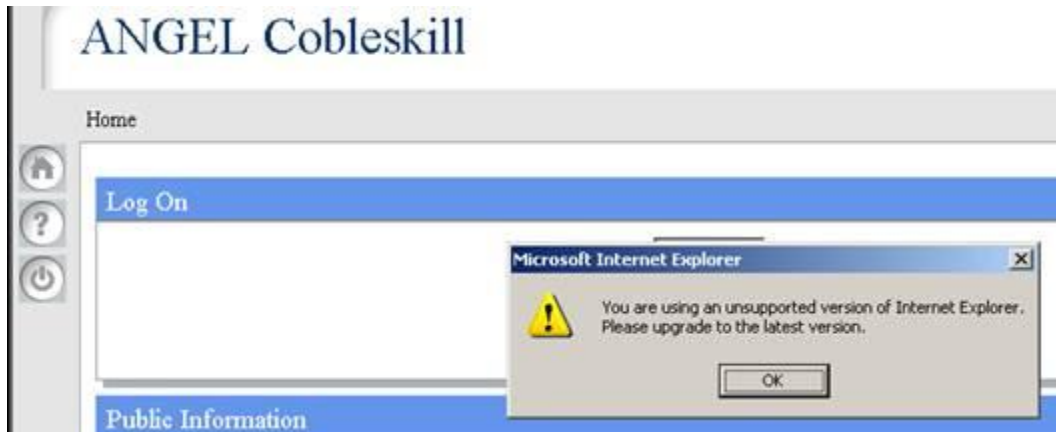 ANGEL Cobleskill
Home
Log On
Microsoft Internet Explorer
You are using an unsupported version of Internet Explorer.
Please upgrade to the latest version.
OK
Public Information